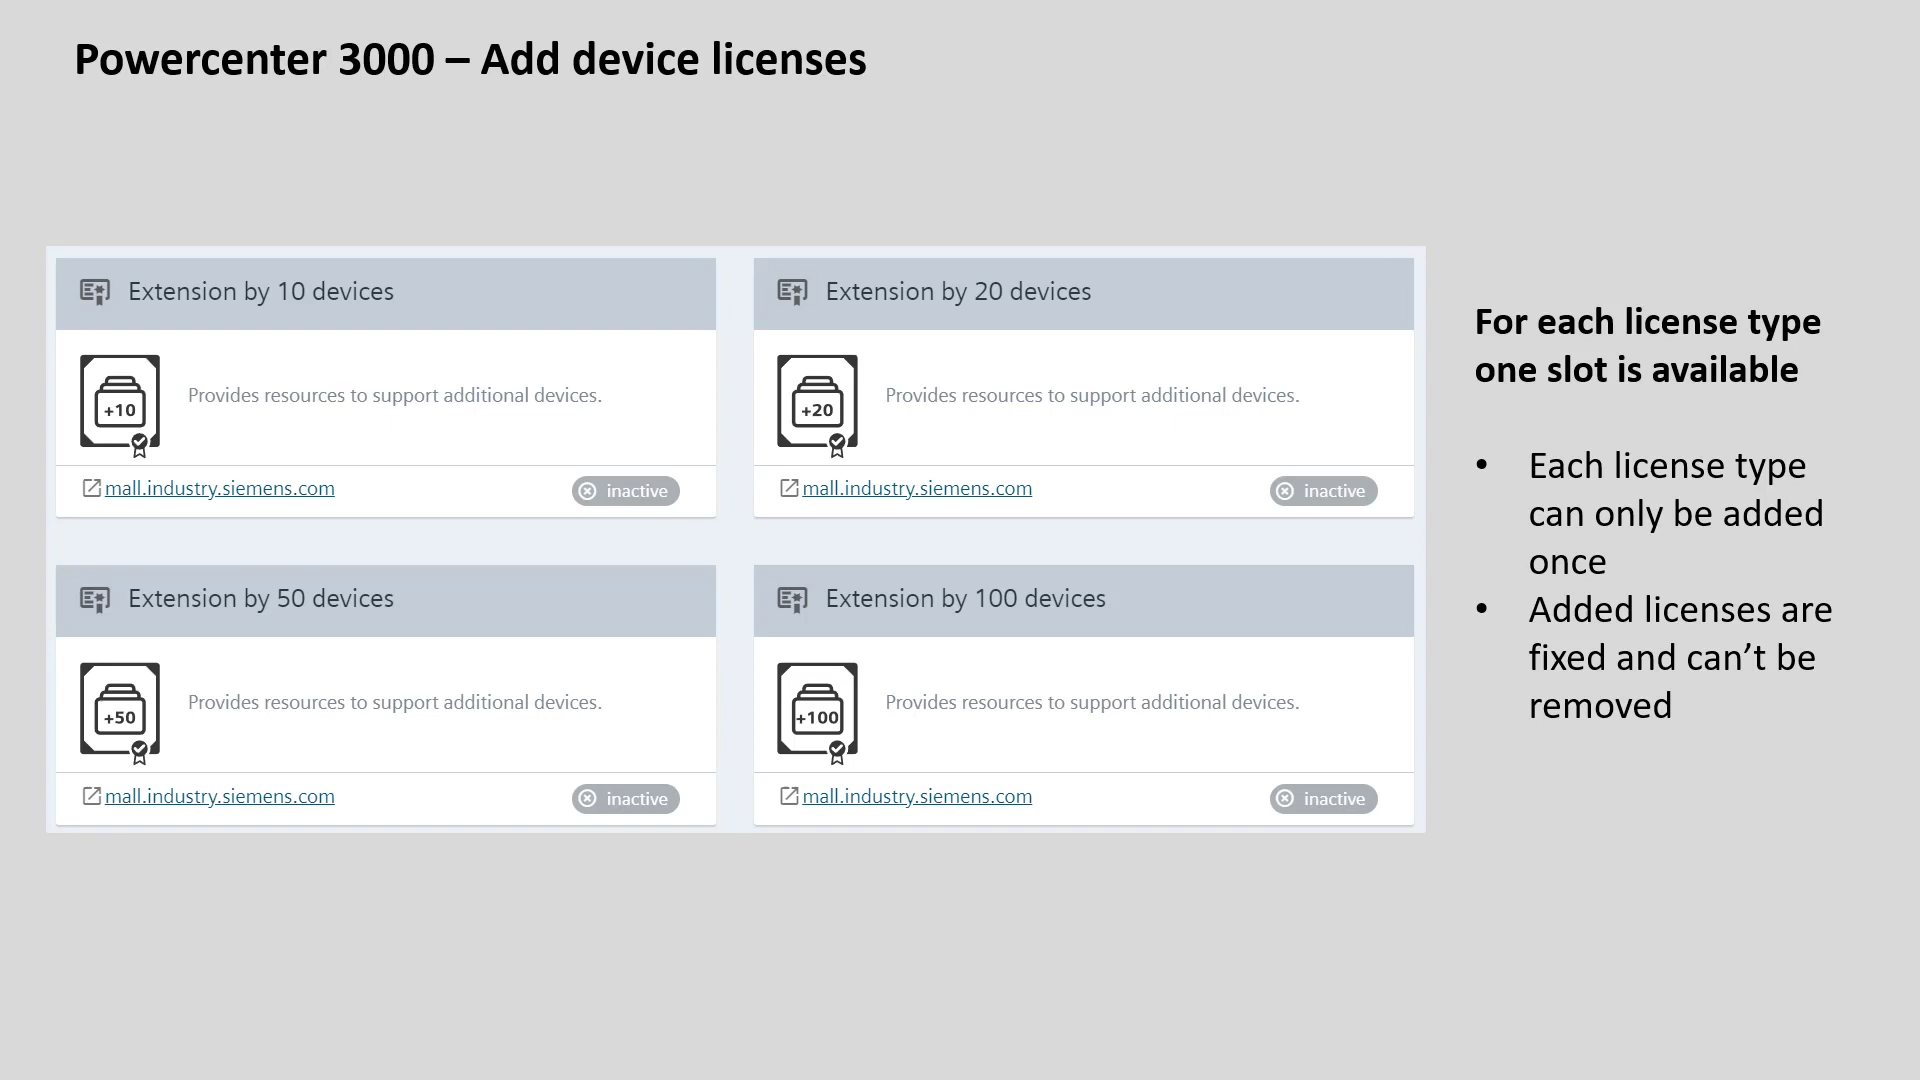 Powercenter 3000 – Add device licenses
Extension by 10 devices
+10
Provides resources to support additional devices.
mall.industry.siemens.com
inactive
Extension by 20 devices
+20
Provides resources to support additional devices.
mall.industry.siemens.com
inactive
Extension by 50 devices
+50
Provides resources to support additional devices.
mall.industry.siemens.com
inactive
Extension by 100 devices
+100
Provides resources to support additional devices.
mall.industry.siemens.com
inactive
For each license type
one slot is available
• Each license type
can only be added
once
• Added licenses are
fixed and can’t be
removed